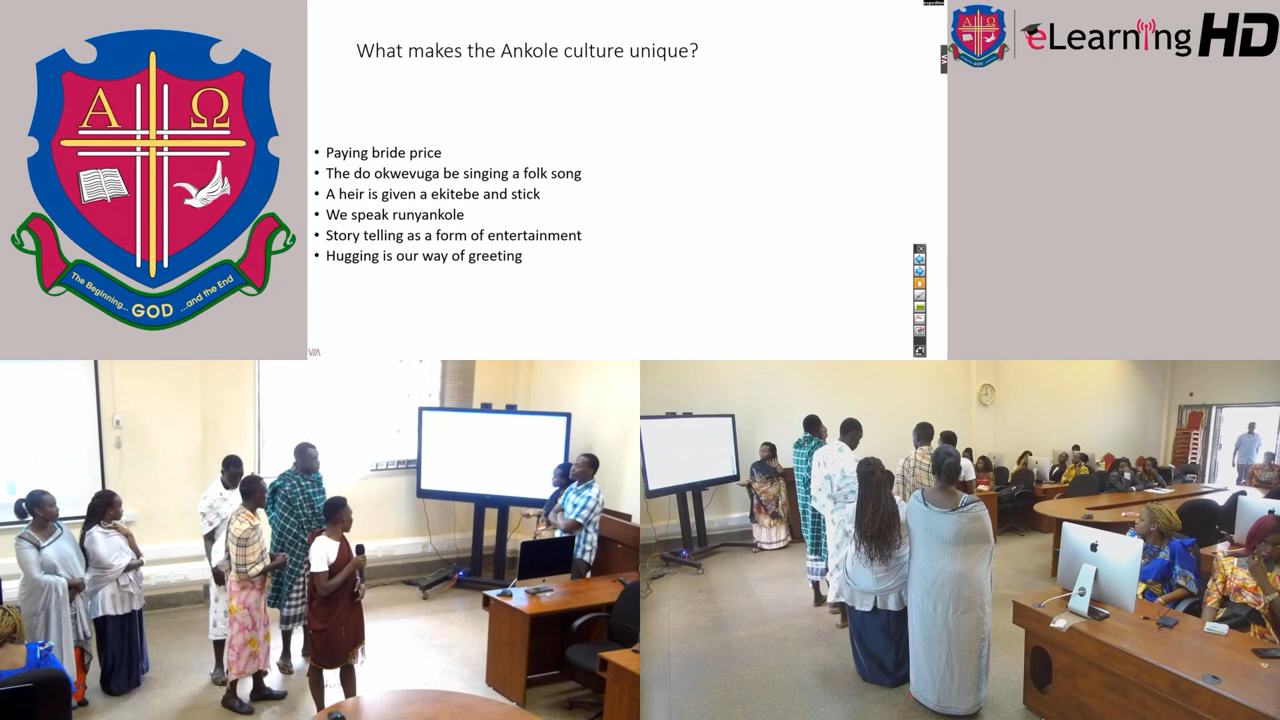 Α Ω
The Beginning... GOD ...and the End
What makes the Ankole culture unique?
• Paying bride price
• The do okwevuga be singing a folk song
• A heir is given a ekitebe and stick
• We speak runyankole
• Story telling as a form of entertainment
• Hugging is our way of greeting
VIA
Α Ω
GOD
eLearning HD